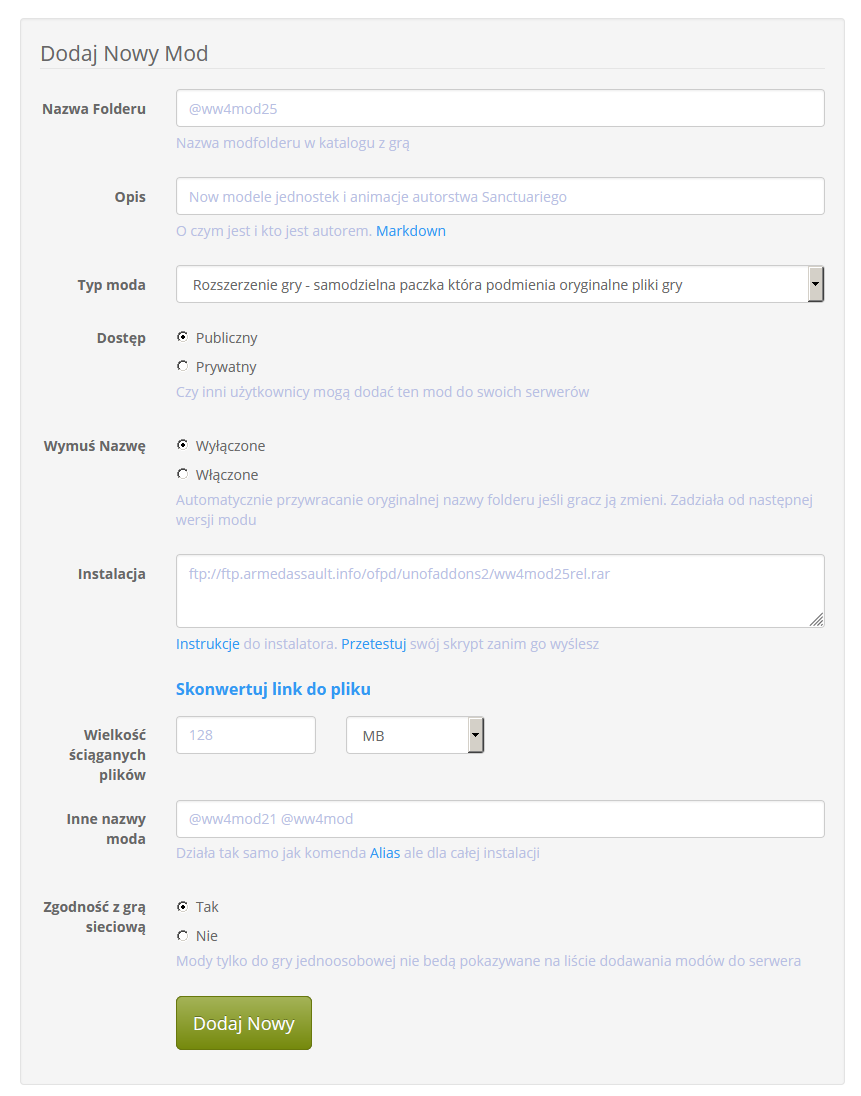 Dodaj Nowy Mod
Nazwa Folderu
@ww4mod25
Nazwa modfolderu w katalogu z grą
Opis
Now modele jednostek i animacje autorstwa Sanctuariego
O czym jest i kto jest autorem. Markdown
Typ moda
Rozszerzenie gry - samodzielna paczka która podmienia oryginalne pliki gry
Dostęp
Publiczny
Prywatny
Czy inni użytkownicy mogą dodać ten mod do swoich serwerów
Wymuś Nazwę
Wyłączone
Włączone
Automatycznie przywracanie oryginalnej nazwy folderu jeśli gracz ją zmieni. Zadziała od następnej
wersji modu
Instalacja
ftp://ftp.armedassault.info/ofpd/unofaddons2/ww4mod25rel.rar
Instrukcje do instalatora. Przetestuj swój skrypt zanim go wyślesz
Skonwertuj link do pliku
Wielkość
ściąganych
plików
128
MB
Inne nazwy
moda
@ww4mod21 @ww4mod
Działa tak samo jak komenda Alias ale dla całej instalacji
Zgodność z grą
sieciową
Tak
Nie
Mody tylko do gry jednoosobowej nie bedą pokazywane na liście dodawania modów do serwera
Dodaj Nowy